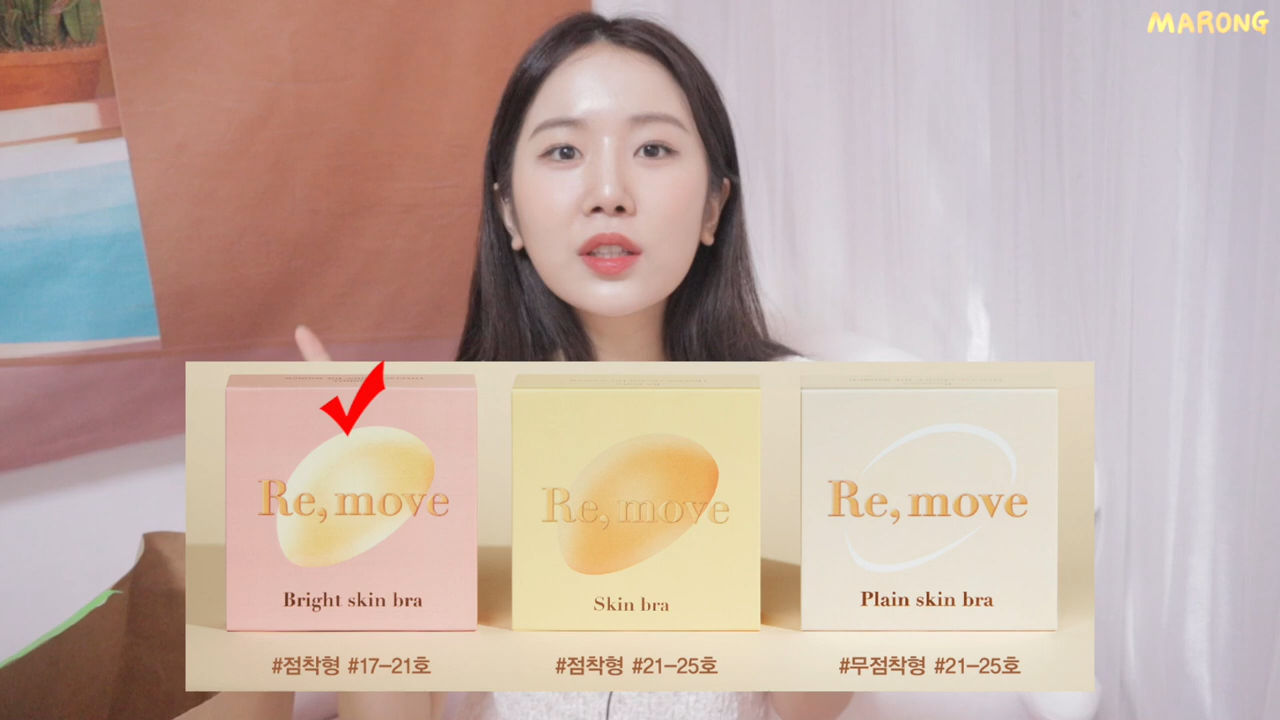 MARONG
Re,move
Bright skin bra
#점착형 #17-21호
Re,move
Skin bra
#점착형 #21-25호
Re,move
Plain skin bra
#무점착형 #21-25호